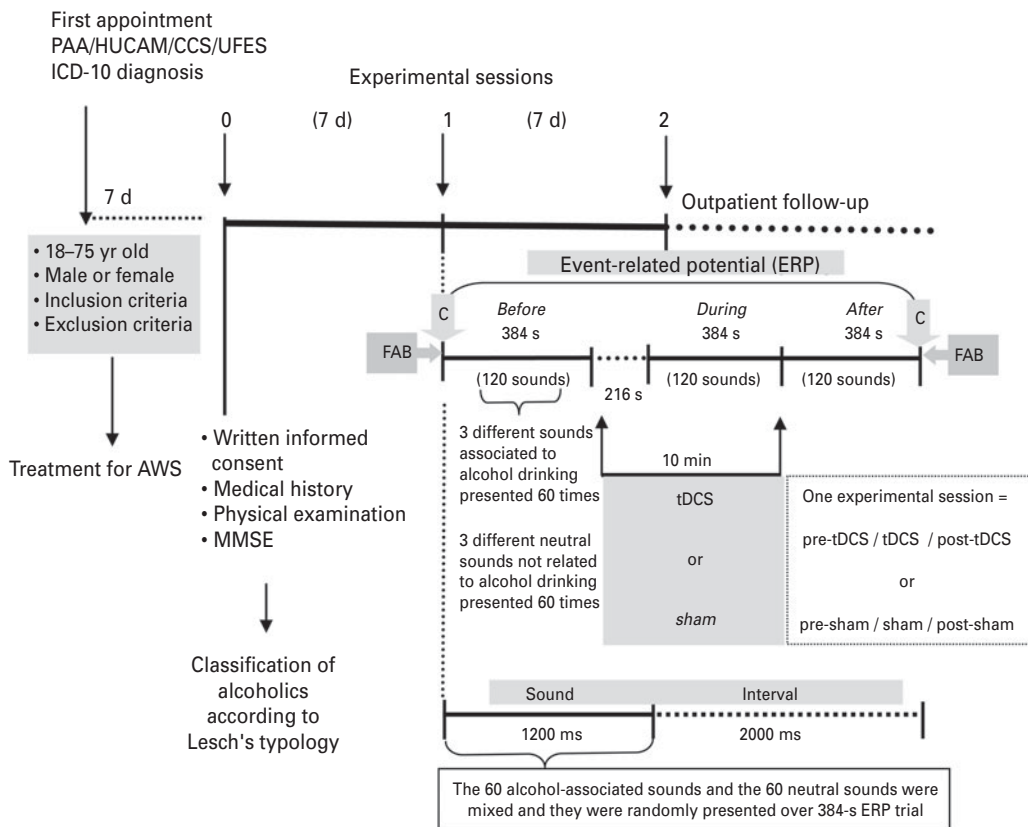 First appointment
PAA/HUCAM/CCS/UFES
ICD-10 diagnosis
Experimental sessions
0 (7 d) 1 (7 d) 2
7 d
Outpatient follow-up
• 18–75 yr old
• Male or female
• Inclusion criteria
• Exclusion criteria
Treatment for AWS
Event-related potential (ERP)
C Before During After C
384 s 384 s 384 s
FAB FAB
(120 sounds) (120 sounds) (120 sounds)
216 s
• Written informed
consent
• Medical history
• Physical examination
• MMSE
Classification of
alcoholics
according to
Lesch's typology
3 different sounds
associated to
alcohol drinking
presented 60 times
3 different neutral
sounds not related
to alcohol drinking
presented 60 times
10 min
tDCS
or
sham
One experimental session =
pre-tDCS / tDCS / post-tDCS
or
pre-sham / sham / post-sham
Sound Interval
1200 ms 2000 ms
The 60 alcohol-associated sounds and the 60 neutral sounds were
mixed and they were randomly presented over 384-s ERP trial